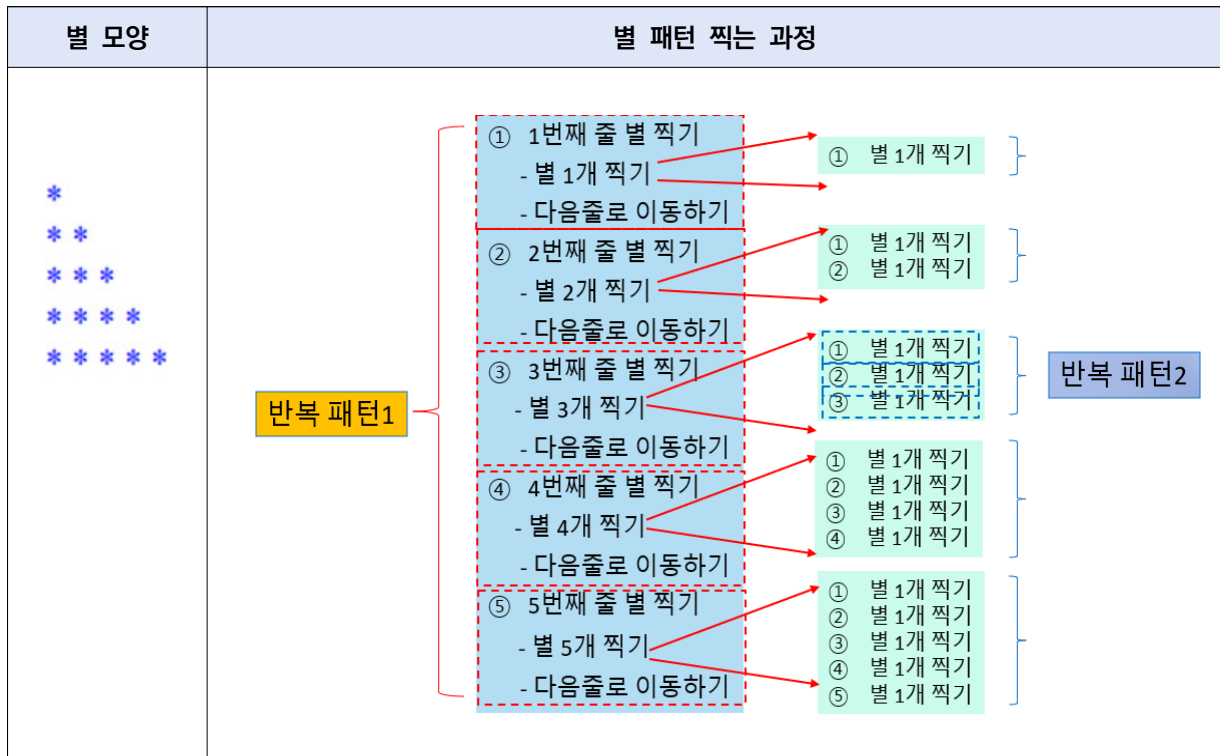 별 모양
별 패턴 찍는 과정
*
* *
* * *
* * * *
* * * * *
반복 패턴1
① 1번째 줄 별 찍기
- 별 1개 찍기
- 다음줄로 이동하기
② 2번째 줄 별 찍기
- 별 2개 찍기
- 다음줄로 이동하기
③ 3번째 줄 별 찍기
- 별 3개 찍기
- 다음줄로 이동하기
④ 4번째 줄 별 찍기
- 별 4개 찍기
- 다음줄로 이동하기
⑤ 5번째 줄 별 찍기
- 별 5개 찍기
- 다음줄로 이동하기
① 별 1개 찍기
① 별 1개 찍기
② 별 1개 찍기
① 별 1개 찍기
② 별 1개 찍기
③ 별 1개 찍기
① 별 1개 찍기
② 별 1개 찍기
③ 별 1개 찍기
④ 별 1개 찍기
① 별 1개 찍기
② 별 1개 찍기
③ 별 1개 찍기
④ 별 1개 찍기
⑤ 별 1개 찍기
반복 패턴2